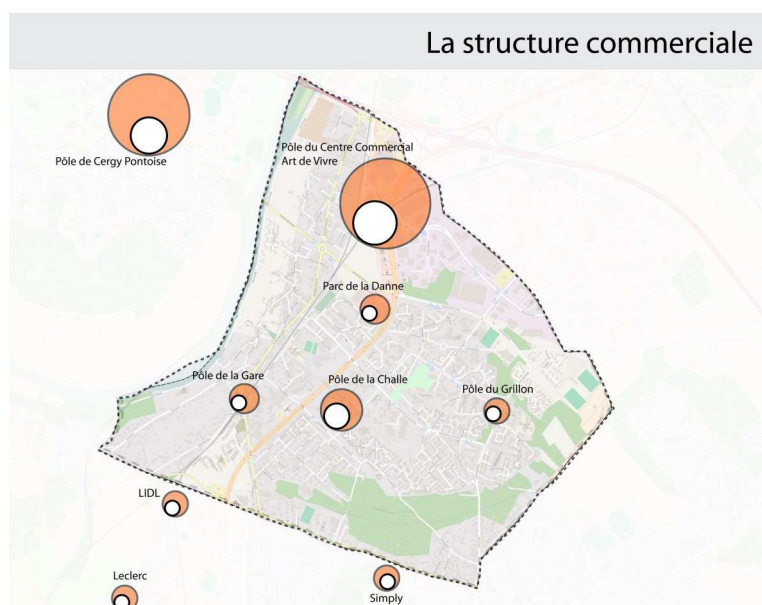 La structure commerciale
Pôle de Cergy Pontoise
Pôle du Centre Commercial
Art de Vivre
Parc de la Danne
Pôle de la Gare
Pôle de la Challe
Pôle du Grillon
LIDL
Leclerc
Simply